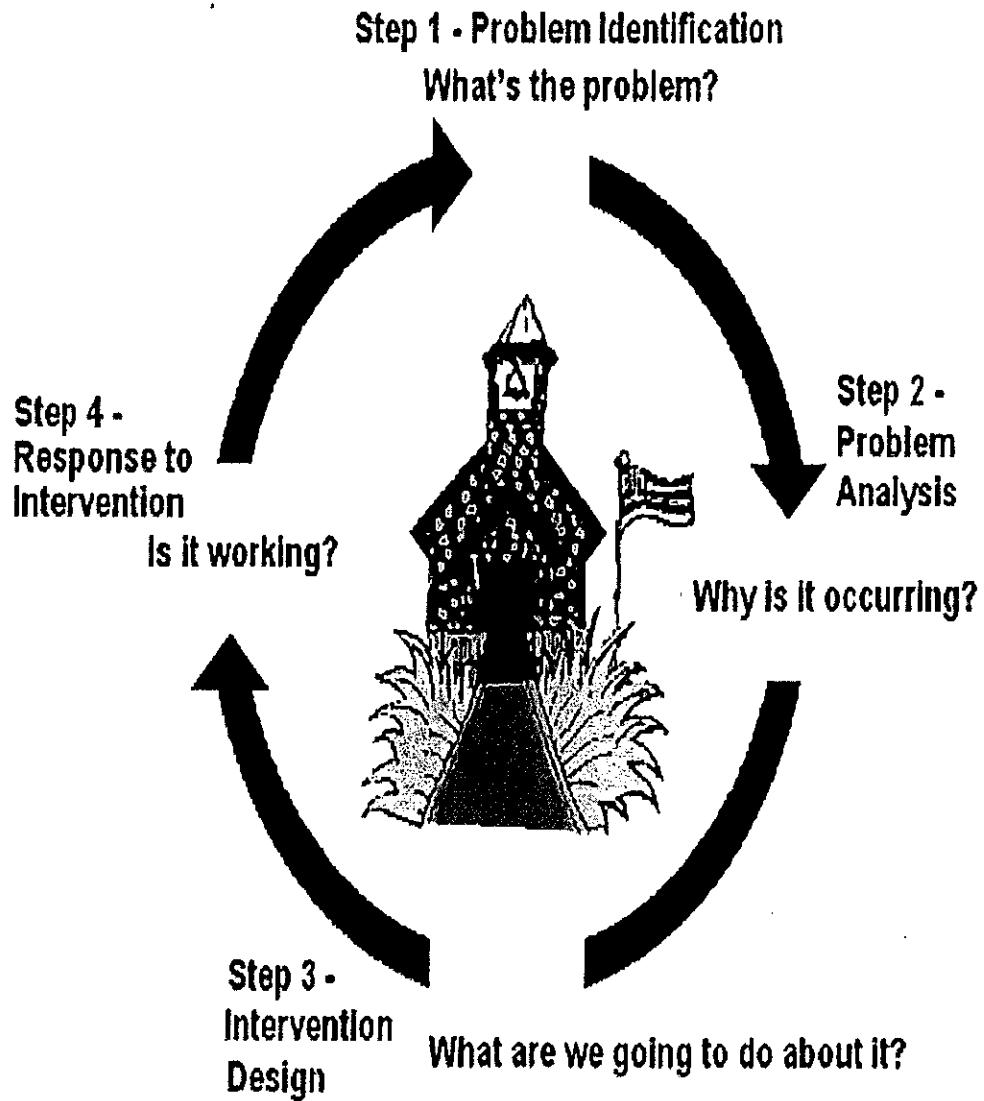 Step 1 - Problem Identification
What's the problem?
Step 2 -
Problem
Analysis
Why is it occurring?
Step 3 -
Intervention
Design
What are we going to do about it?
Step 4 -
Response to
Intervention
Is it working?